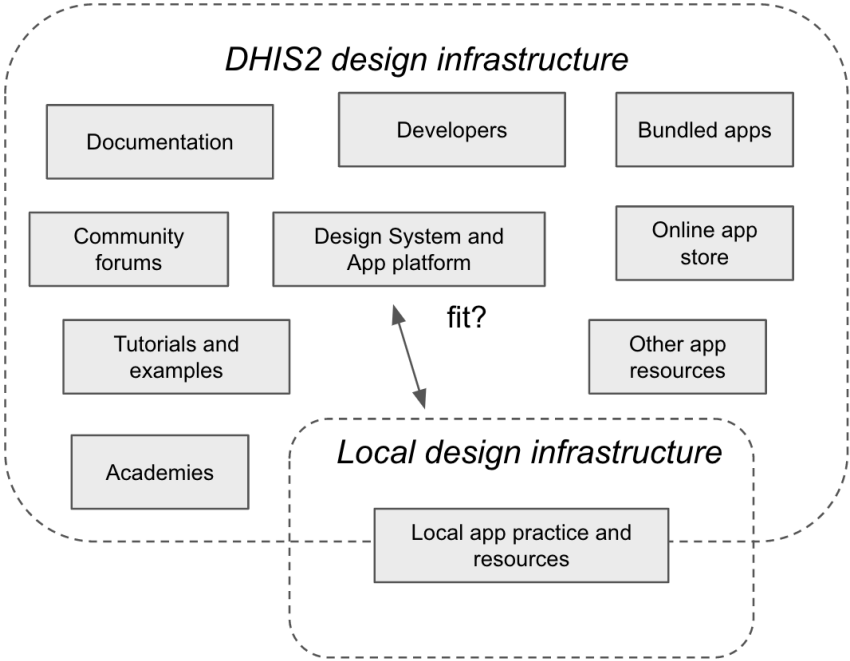 DHIS2 design infrastructure
Documentation
Developers
Bundled apps
Community
forums
Design System and
App platform
Online app
store
fit?
Tutorials and
examples
Other app
resources
Academies
Local design infrastructure
Local app practice and
resources